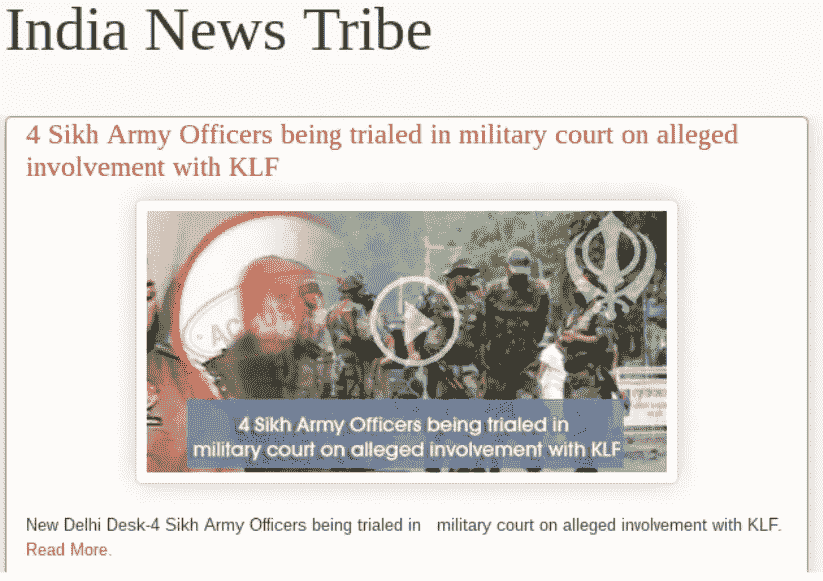 India News Tribe
4 Sikh Army Officers being trialed in military court on alleged
involvement with KLF
4 Sikh Army Officers being trialed in
military court on alleged involvement with KLF
New Delhi Desk-4 Sikh Army Officers being trialed in military court on alleged involvement with KLF.
Read More.